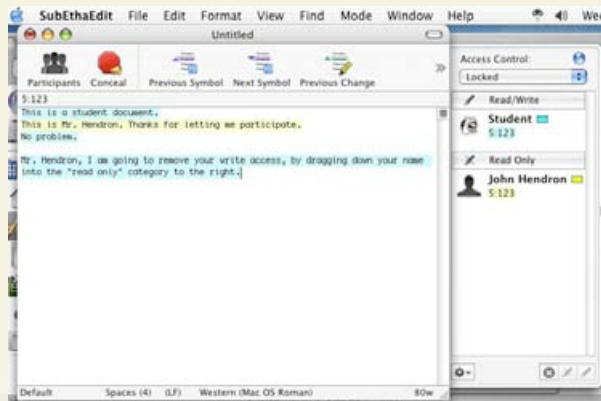 SubEthaEdit File Edit Format View Find Mode Window Help Wed
Untitled
Participants Conceal Previous Symbol Next Symbol Previous Change
5:123
This is a student document.
This is Mr. Hendron. Thanks for letting me participate.
No problem.
Mr. Hendron, I am going to remove your write access, by dragging down your name
into the "read only" category to the right.
Default Spaces (4) (LF) Western (Mac OS Roman) 80w
Access Control:
Locked
Read/Write
Student
5:123
Read Only
John Hendron
5:123